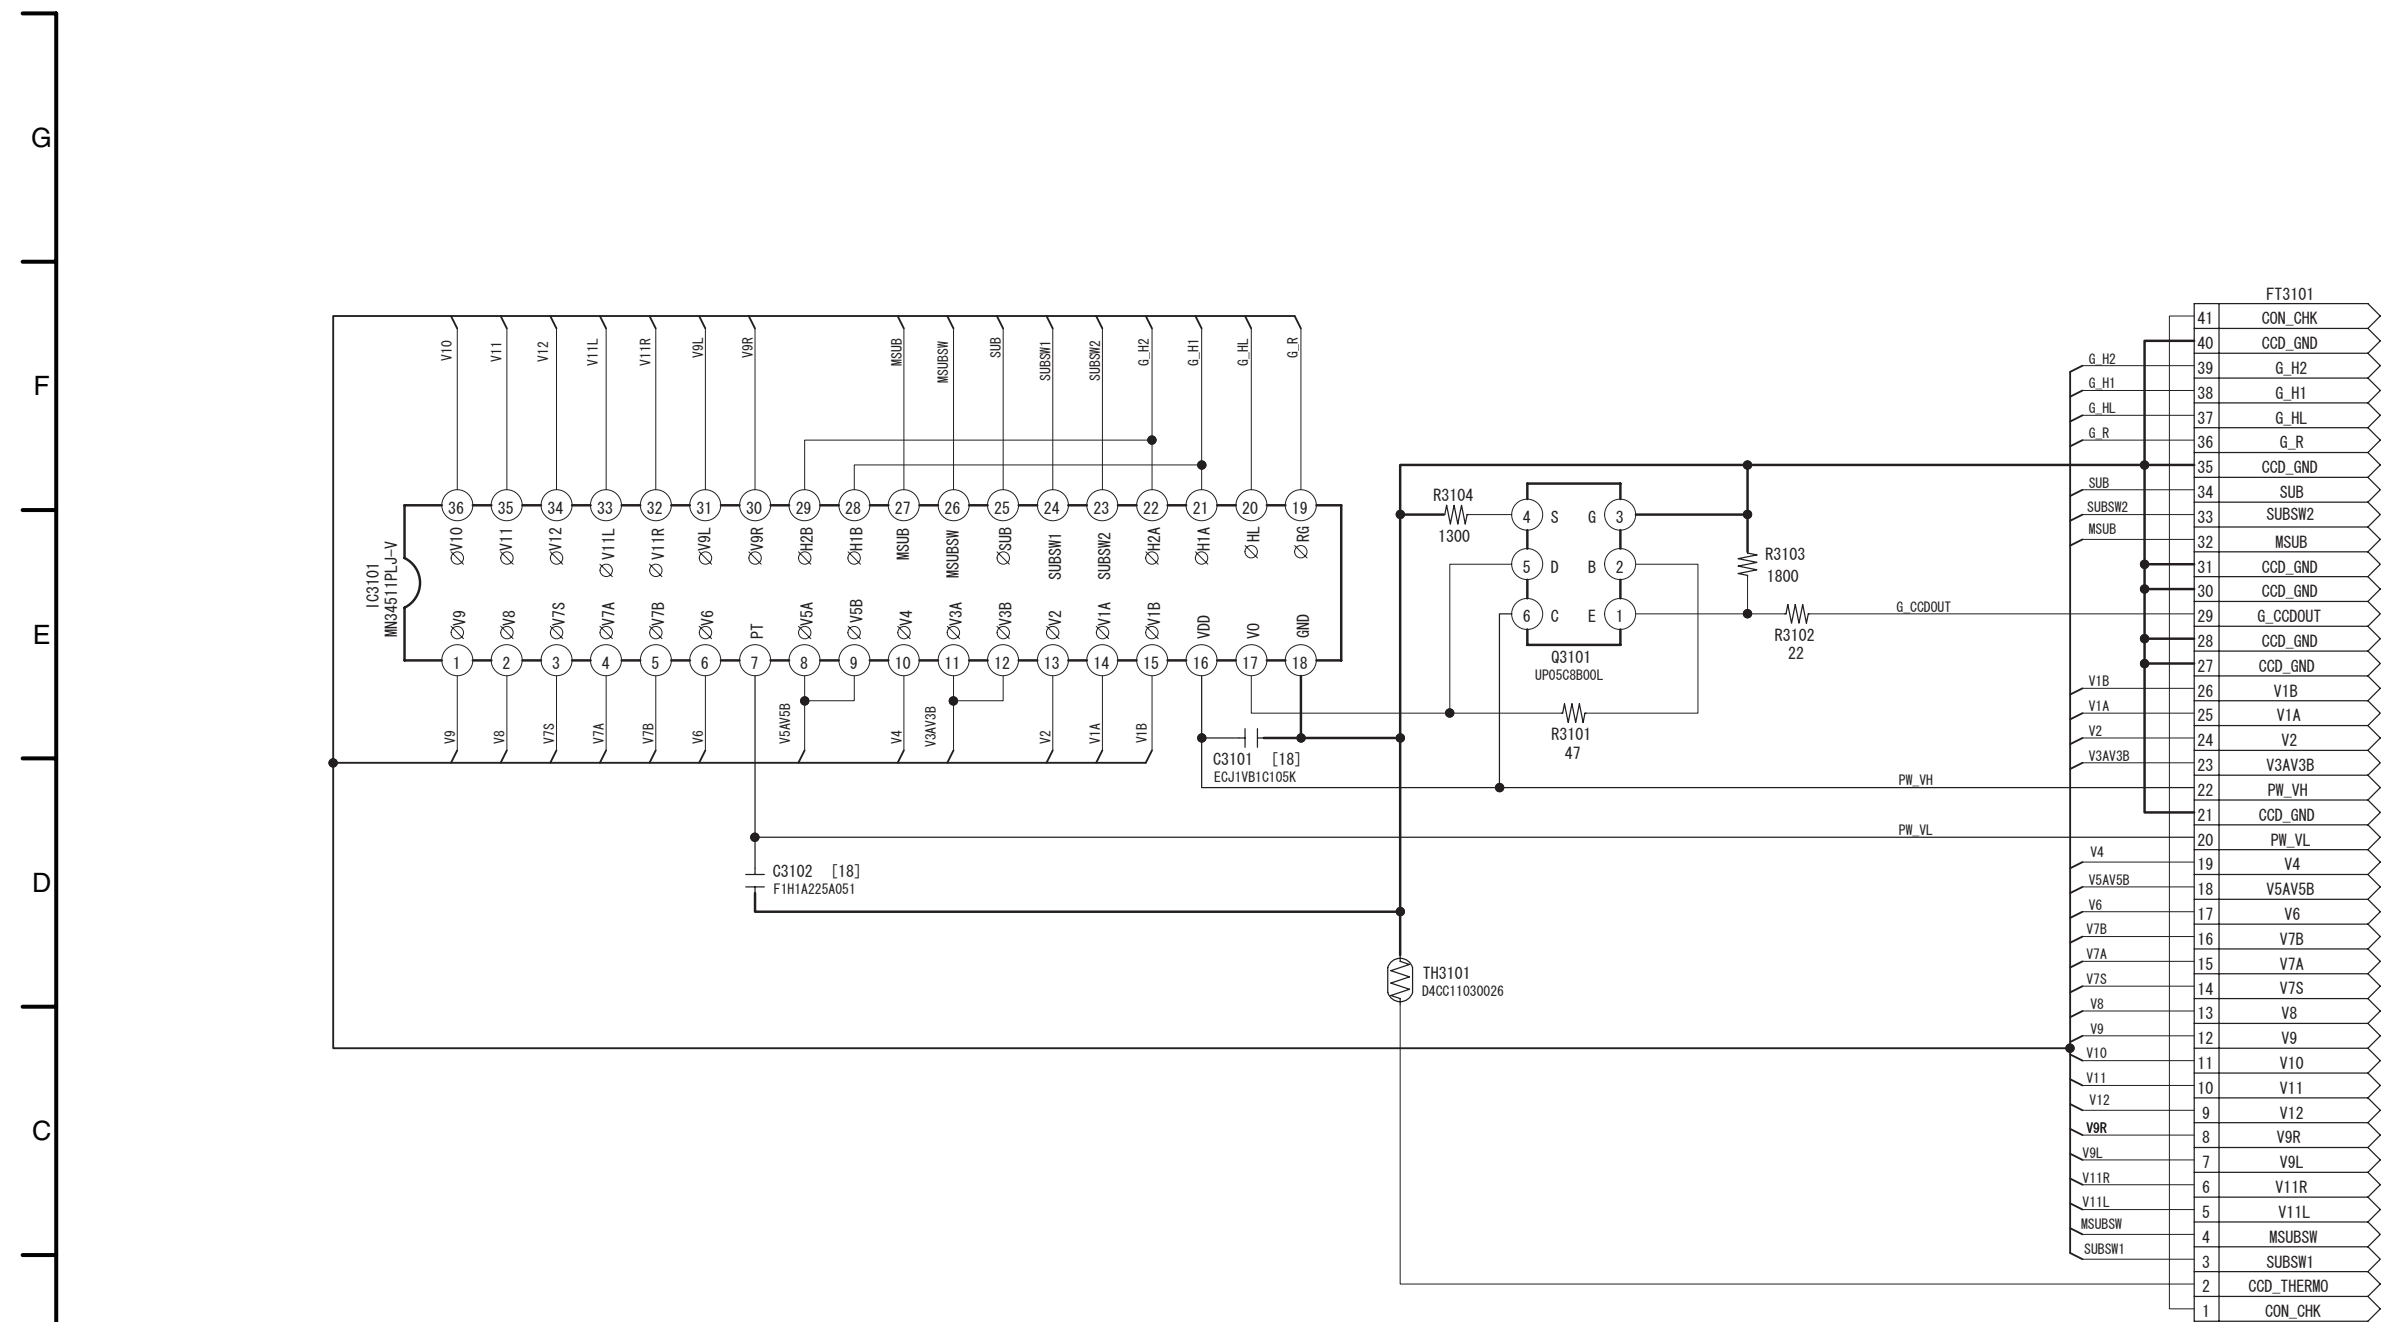 G
F
E
D
C
IC3101
MN34511PLJ-V
V10
V11
V12
V11L
V11R
V9L
V9R
MSUB
MSUBSW
SUB
SUBSW1
SUBSW2
G_H2
G_H1
G_HL
G_R
36 35 34 33 32 31 30 29 28 27 26 25 24 23 22 21 20 19
ØV10
ØV11
ØV12
ØV11L
ØV11R
ØV9L
ØV9R
ØH2B
ØH1B
MSUB
MSUBSW
ØSUB
SUBSW1
SUBSW2
ØH2A
ØH1A
ØHL
ØRG
ØV9
ØV8
ØV7S
ØV7A
ØV7B
ØV6
PT
ØV5A
ØV5B
ØV4
ØV3A
ØV3B
ØV2
ØV1A
ØV1B
VDD
VO
GND
1 2 3 4 5 6 7 8 9 10 11 12 13 14 15 16 17 18
V9
V8
V7S
V7A
V7B
V6
V5AV5B
V4
V3AV3B
V2
V1A
V1B
C3101 [18]
ECJ1VB1C105K
C3102 [18]
F1H1A225A051
TH3101
D4CC11030026
R3104
1300
4 S G 3
5 D B 2
6 C E 1
Q3101
UP05C8B00L
R3103
1800
R3102
22
R3101
47
G_CCDOUT
PW_VH
PW_VL
FT3101
41 CON_CHK
40 CCD_GND
G_H2 39 G_H2
G_H1 38 G_H1
G_HL 37 G_HL
G_R 36 G_R
35 CCD_GND
SUB 34 SUB
SUBSW2 33 SUBSW2
MSUB 32 MSUB
31 CCD_GND
30 CCD_GND
29 G_CCDOUT
28 CCD_GND
27 CCD_GND
V1B 26 V1B
V1A 25 V1A
V2 24 V2
V3AV3B 23 V3AV3B
22 PW_VH
21 CCD_GND
20 PW_VL
V4 19 V4
V5AV5B 18 V5AV5B
V6 17 V6
V7B 16 V7B
V7A 15 V7A
V7S 14 V7S
V8 13 V8
V9 12 V9
V10 11 V10
V11 10 V11
V12 9 V12
V9R 8 V9R
V9L 7 V9L
V11R 6 V11R
V11L 5 V11L
MSUBSW 4 MSUBSW
SUBSW1 3 SUBSW1
2 CCD_THERMO
1 CON_CHK